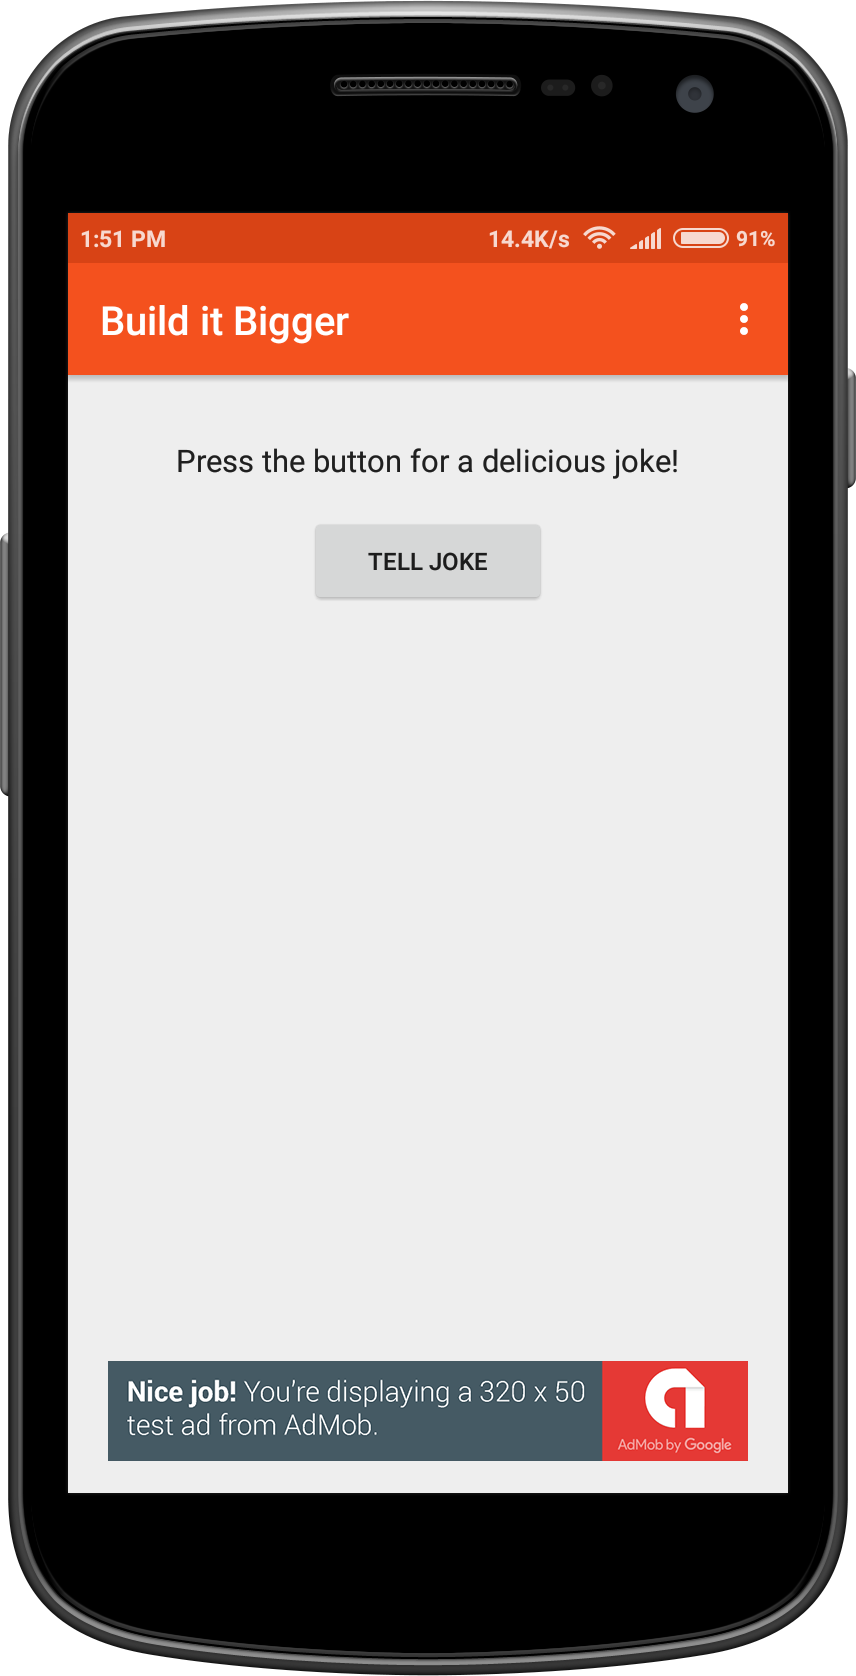 1:51 PM 14.4K/s 91%
Build it Bigger
Press the button for a delicious joke!
TELL JOKE
Nice job! You're displaying a 320 x 50
test ad from AdMob.
AdMob by Google